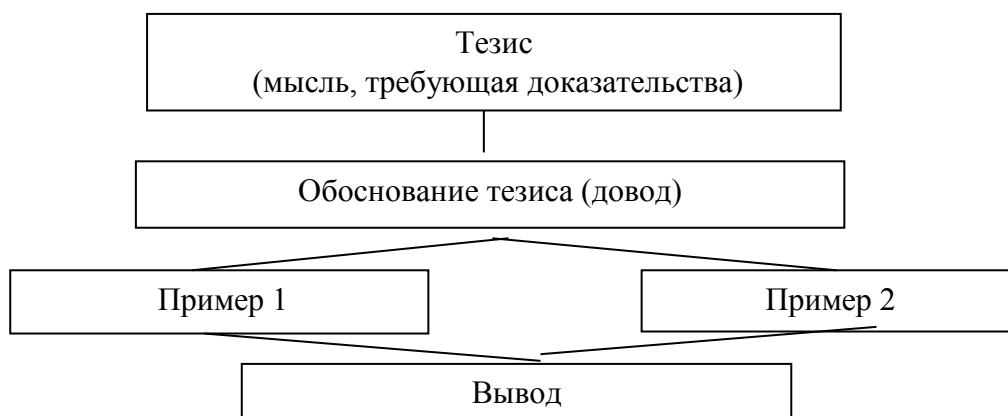 Тезис
(мысль, требующая доказательства)
Обоснование тезиса (довод)
Пример 1
Пример 2
Вывод